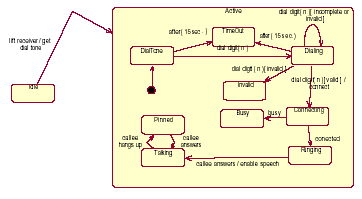 Active
dial digit( n )[ incomplete or
invalid ]
lift receiver / get
dial tone
after( 15 sec. )
TimeOut
after( 15 sec. )
DialTone
dial digit( n )
Dialing
dial digit( n )[ invalid ]
dial digit( n )[valid ] /
connect
Idle
Invalid
Busy
busy
Connecting
Pinned
callee
hangs up
callee
answers
conected
Talking
Ringing
callee answers / enable speech